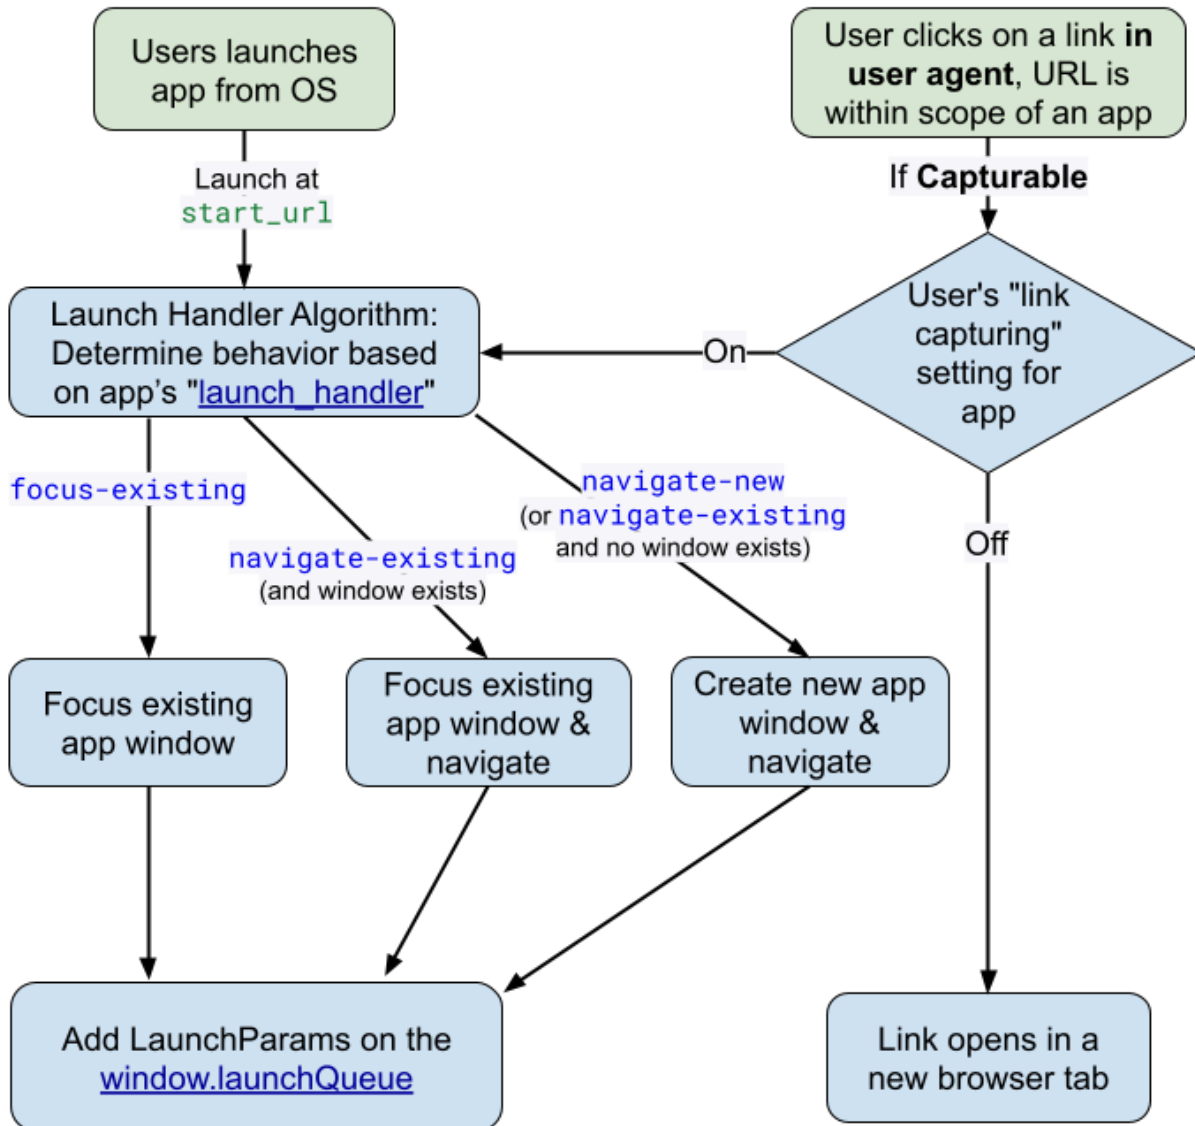 Users launches
app from OS
User clicks on a link in
user agent, URL is
within scope of an app
Launch at
start_url
If Capturable
Launch Handler Algorithm:
Determine behavior based
on app’s "launch_handler"
On
User's "link
capturing"
setting for
app
focus-existing
navigate-existing
(and window exists)
navigate-new
(or navigate-existing
and no window exists)
Off
Focus existing
app window
Focus existing
app window &
navigate
Create new app
window &
navigate
Add LaunchParams on the
window.launchQueue
Link opens in a
new browser tab